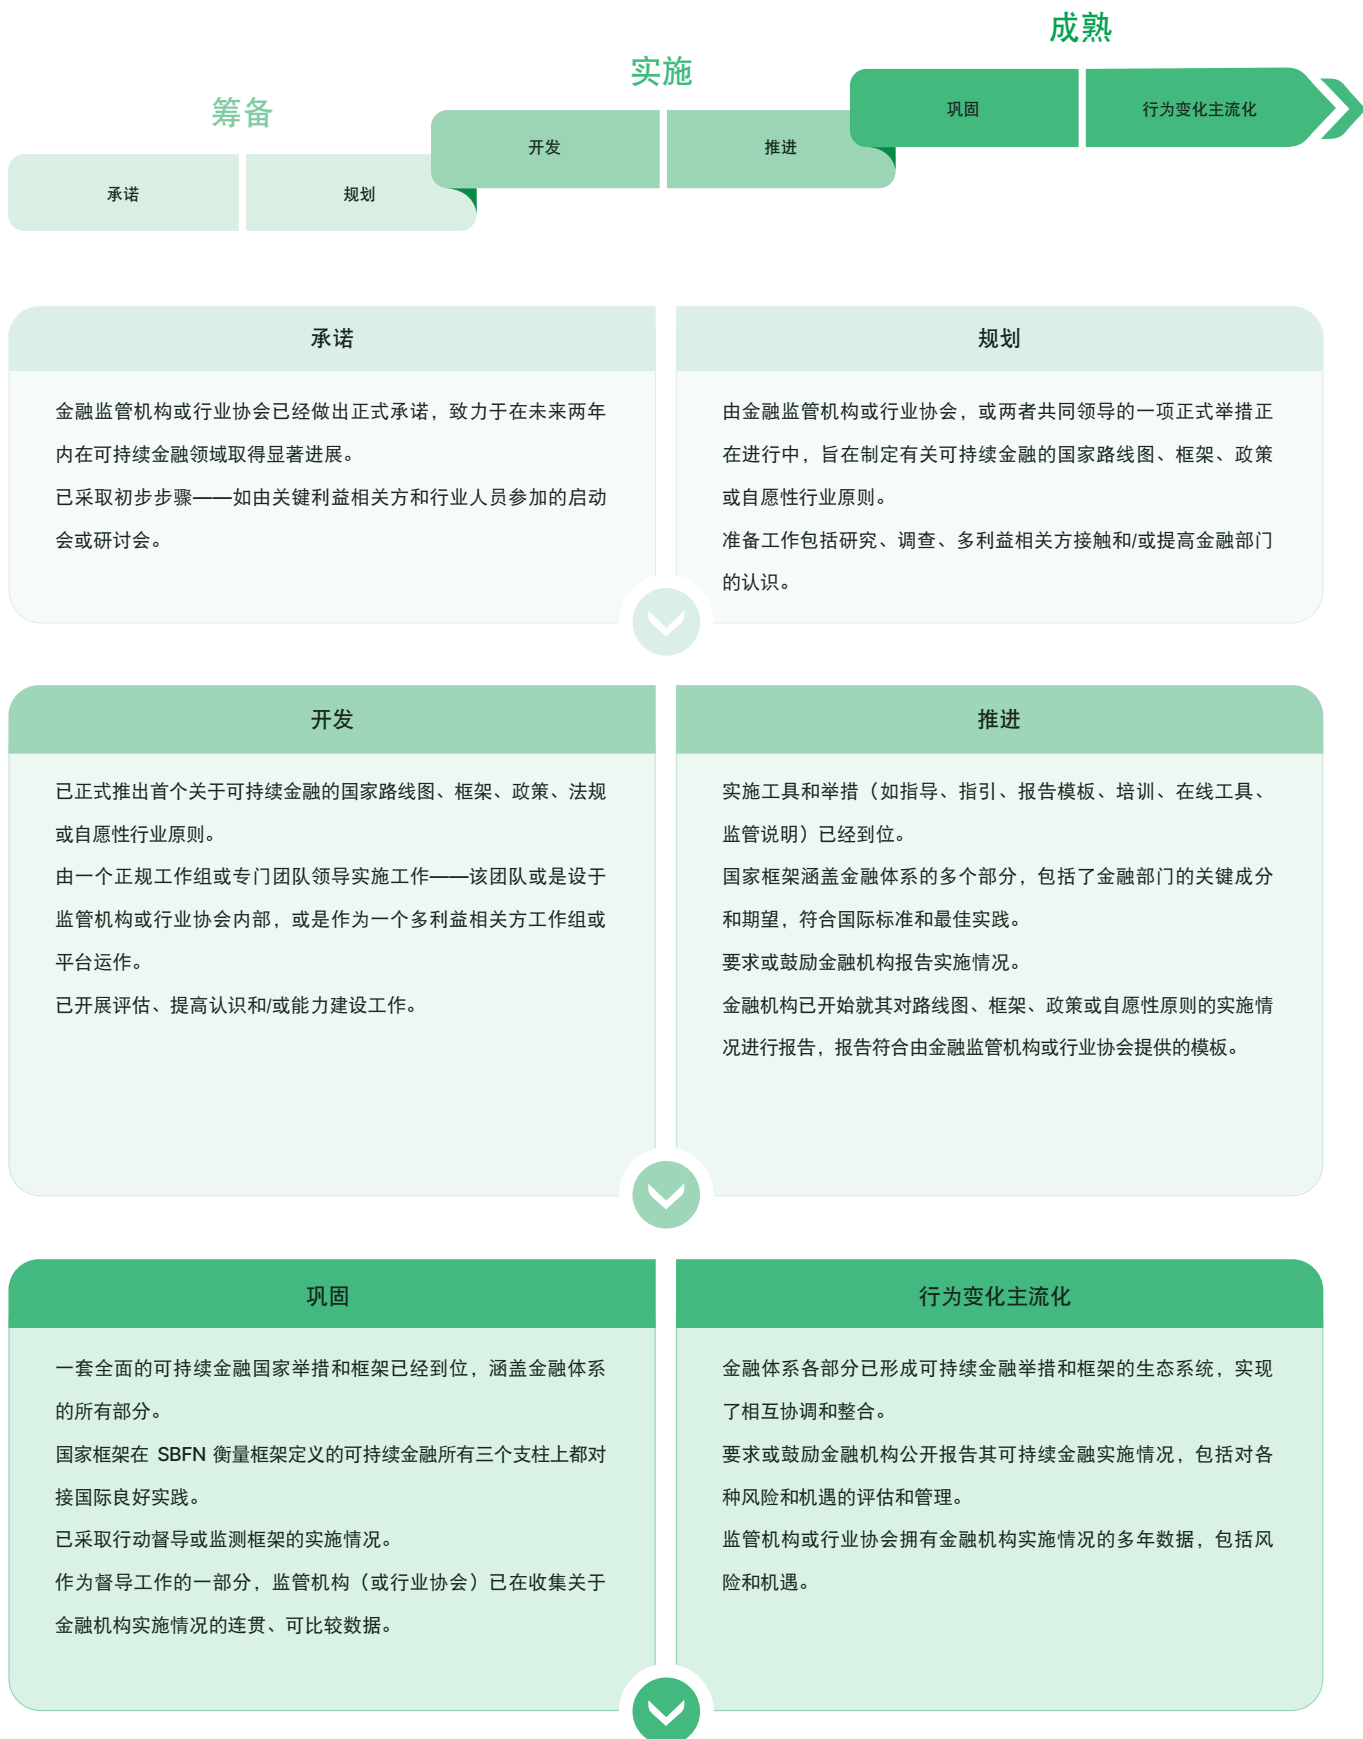 成熟
实施
筹备
巩固
行为变化主流化
开发
推进
承诺
规划
承诺
金融监管机构或行业协会已经做出正式承诺，致力于在未来两年
内在可持续金融领域取得显著进展。
已采取初步步骤——如由关键利益相关方和行业人员参加的启动
会或研讨会。
规划
由金融监管机构或行业协会，或两者共同领导的一项正式举措正
在进行中，旨在制定有关可持续金融的国家路线图、框架、政策
或自愿性行业原则。
准备工作包括研究、调查、多利益相关方接触和/或提高金融部门
的认识。
开发
已正式推出首个关于可持续金融的国家路线图、框架、政策、法规
或自愿性行业原则。
由一个正规工作组或专门团队领导实施工作——该团队或是设于
监管机构或行业协会内部，或是作为一个多利益相关方工作组或
平台运作。
已开展评估、提高认识和/或能力建设工作。
推进
实施工具和举措（如指导、指引、报告模板、培训、在线工具、
监管说明）已经到位。
国家框架涵盖金融体系的多个部分，包括了金融部门的关键成分
和期望，符合国际标准和最佳实践。
要求或鼓励金融机构报告实施情况。
金融机构已开始就其对路线图、框架、政策或自愿性原则的实施情
况进行报告，报告符合由金融监管机构或行业协会提供的模板。
巩固
一套全面的可持续金融国家举措和框架已经到位，涵盖金融体系
的所有部分。
国家框架在 SBFN 衡量框架定义的可持续金融所有三个支柱上都对
接国际良好实践。
已采取行动督导或监测框架的实施情况。
作为督导工作的一部分，监管机构（或行业协会）已在收集关于
金融机构实施情况的连贯、可比较数据。
行为变化主流化
金融体系各部分已形成可持续金融举措和框架的生态系统，实现
了相互协调和整合。
要求或鼓励金融机构公开报告其可持续金融实施情况，包括对各
种风险和机遇的评估和管理。
监管机构或行业协会拥有金融机构实施情况的多年数据，包括风
险和机遇。